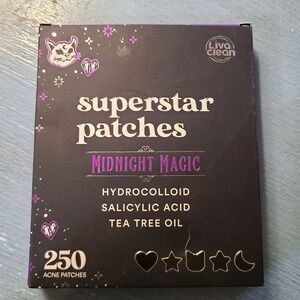 Liva
clean
superstar
patches
MIDNIGHT MAGIC
HYDROCOLLOID
SALICYLIC ACID
TEA TREE OIL
250
ACNE PATCHES